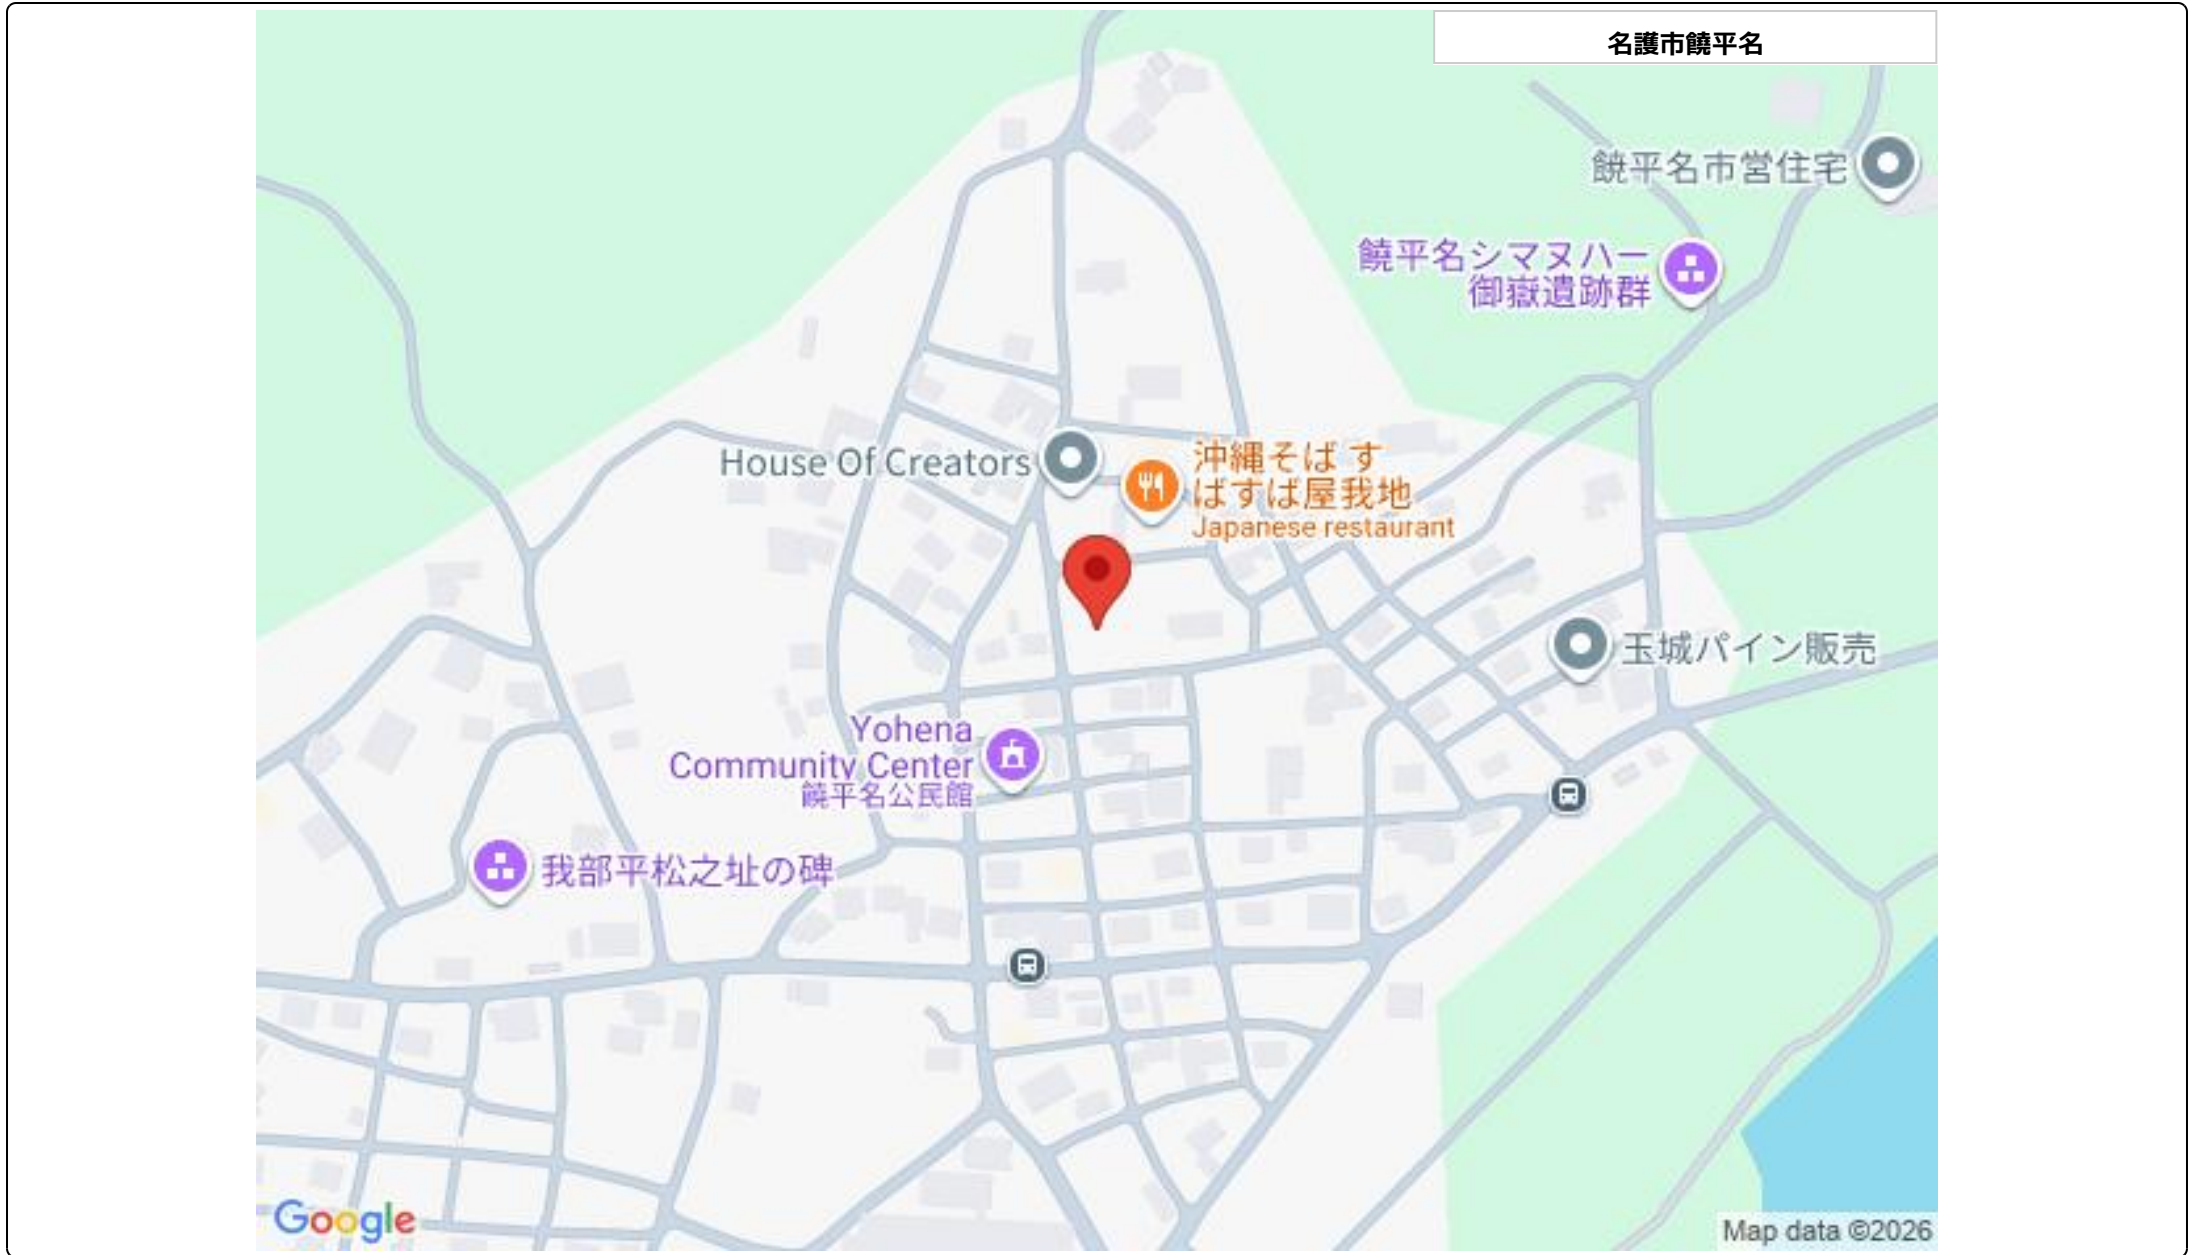 名護市饒平名
饒平名市営住宅
饒平名シマヌハー
御嶽遺跡群
House Of Creators
沖縄そば す
ばすば屋我地
Japanese restaurant
玉城パイン販売
Yohena
Community Center
饒平名公民館
我部平松之址の碑
Google
Map data ©2026